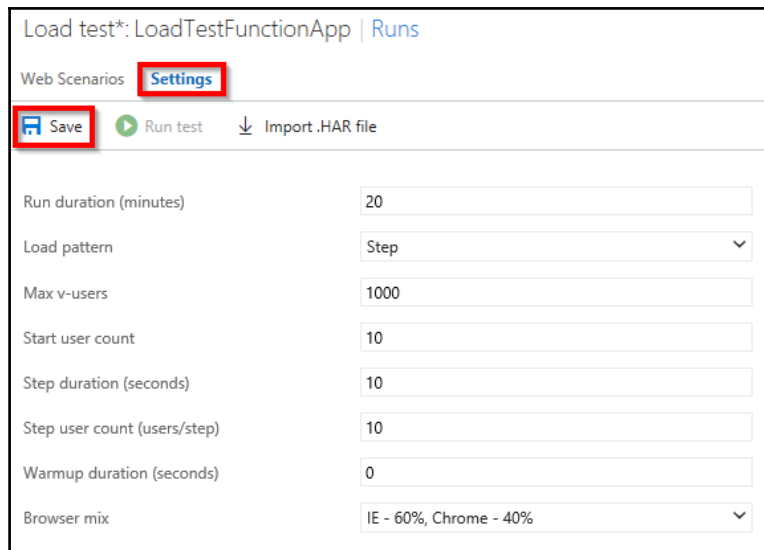 Load test*: LoadTestFunctionApp | Runs
Web Scenarios Settings
Save Run test Import .HAR file
Run duration (minutes) 20
Load pattern Step
Max v-users 1000
Start user count 10
Step duration (seconds) 10
Step user count (users/step) 10
Warmup duration (seconds) 0
Browser mix IE - 60%, Chrome - 40%